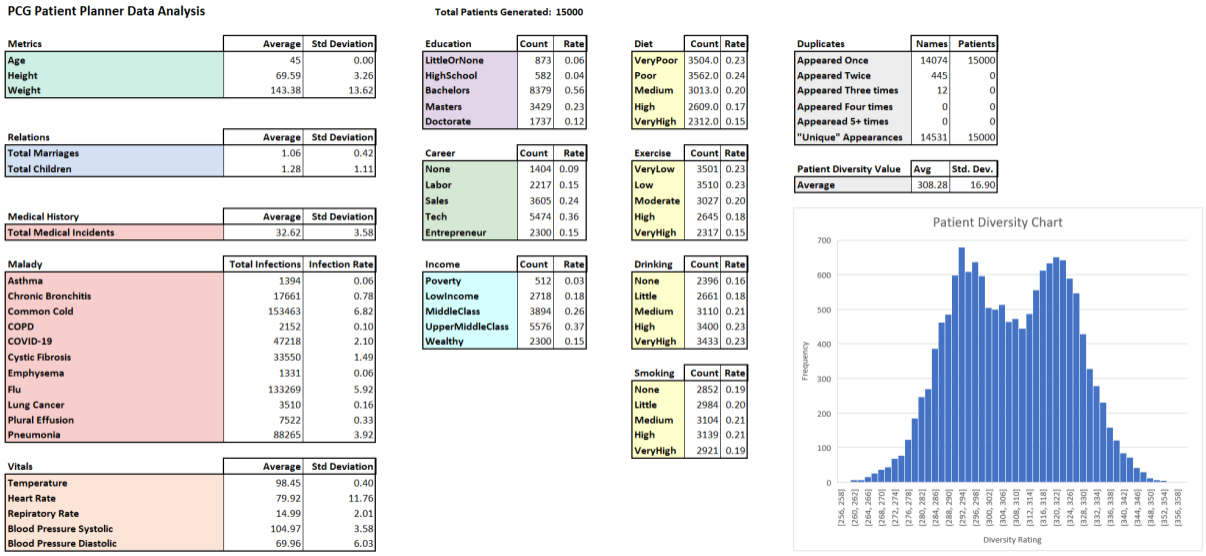 PCG Patient Planner Data Analysis
Total Patients Generated: 15000
Metrics Average Std Deviation
Age 45 0.00
Height 69.59 3.26
Weight 143.38 13.62
Relations Average Std Deviation
Total Marriages 1.06 0.42
Total Children 1.28 1.11
Medical History Average Std Deviation
Total Medical Incidents 32.62 3.58
Malady Total Infections Infection Rate
Asthma 1394 0.06
Chronic Bronchitis 17661 0.78
Common Cold 153463 6.82
COPD 2152 0.10
COVID-19 47218 2.10
Cystic Fibrosis 33550 1.49
Emphysema 1331 0.06
Flu 133269 5.92
Lung Cancer 3510 0.16
Plural Effusion 7522 0.33
Pneumonia 88265 3.92
Vitals Average Std Deviation
Temperature 98.45 0.40
Heart Rate 79.92 11.76
Repiratory Rate 14.99 2.01
Blood Pressure Systolic 104.97 3.58
Blood Pressure Diastolic 69.96 6.03
Education Count Rate
LittleOrNone 873 0.06
HighSchool 582 0.04
Bachelors 8379 0.56
Masters 3429 0.23
Doctorate 1737 0.12
Career Count Rate
None 1404 0.09
Labor 2217 0.15
Sales 3605 0.24
Tech 5474 0.36
Entrepreneur 2300 0.15
Income Count Rate
Poverty 512 0.03
LowIncome 2718 0.18
MiddleClass 3894 0.26
UpperMiddleClass 5576 0.37
Wealthy 2300 0.15
Diet Count Rate
VeryPoor 3504.0 0.23
Poor 3562.0 0.24
Medium 3013.0 0.20
High 2609.0 0.17
VeryHigh 2312.0 0.15
Exercise Count Rate
VeryLow 3501 0.23
Low 3510 0.23
Moderate 3027 0.20
High 2645 0.18
VeryHigh 2317 0.15
Drinking Count Rate
None 2396 0.16
Little 2661 0.18
Medium 3110 0.21
High 3400 0.23
VeryHigh 3433 0.23
Smoking Count Rate
None 2852 0.19
Little 2984 0.20
Medium 3104 0.21
High 3139 0.21
VeryHigh 2921 0.19
Duplicates Names Patients
Appeared Once 14074 15000
Appeared Twice 445 0
Appeared Three times 12 0
Appeared Four times 0 0
Appearead 5+ times 0 0
"Unique" Appearances 14531 15000
Patient Diversity Value Avg Std. Dev.
Average 308.28 16.90
Patient Diversity Chart
700
600
500
400
300
200
100
0
Frequency
[256, 258]
(260, 262]
(264, 266]
(268, 270]
(272, 274]
(276, 278]
(280, 282]
(284, 286]
(288, 290]
(292, 294]
(296, 298]
(300, 302]
(304, 306]
(308, 310]
(312, 314]
(316, 318]
(320, 322]
(324, 326]
(328, 330]
(332, 334]
(336, 338]
(340, 342]
(344, 346]
(348, 350]
(352, 354]
(356, 358]
Diversity Rating